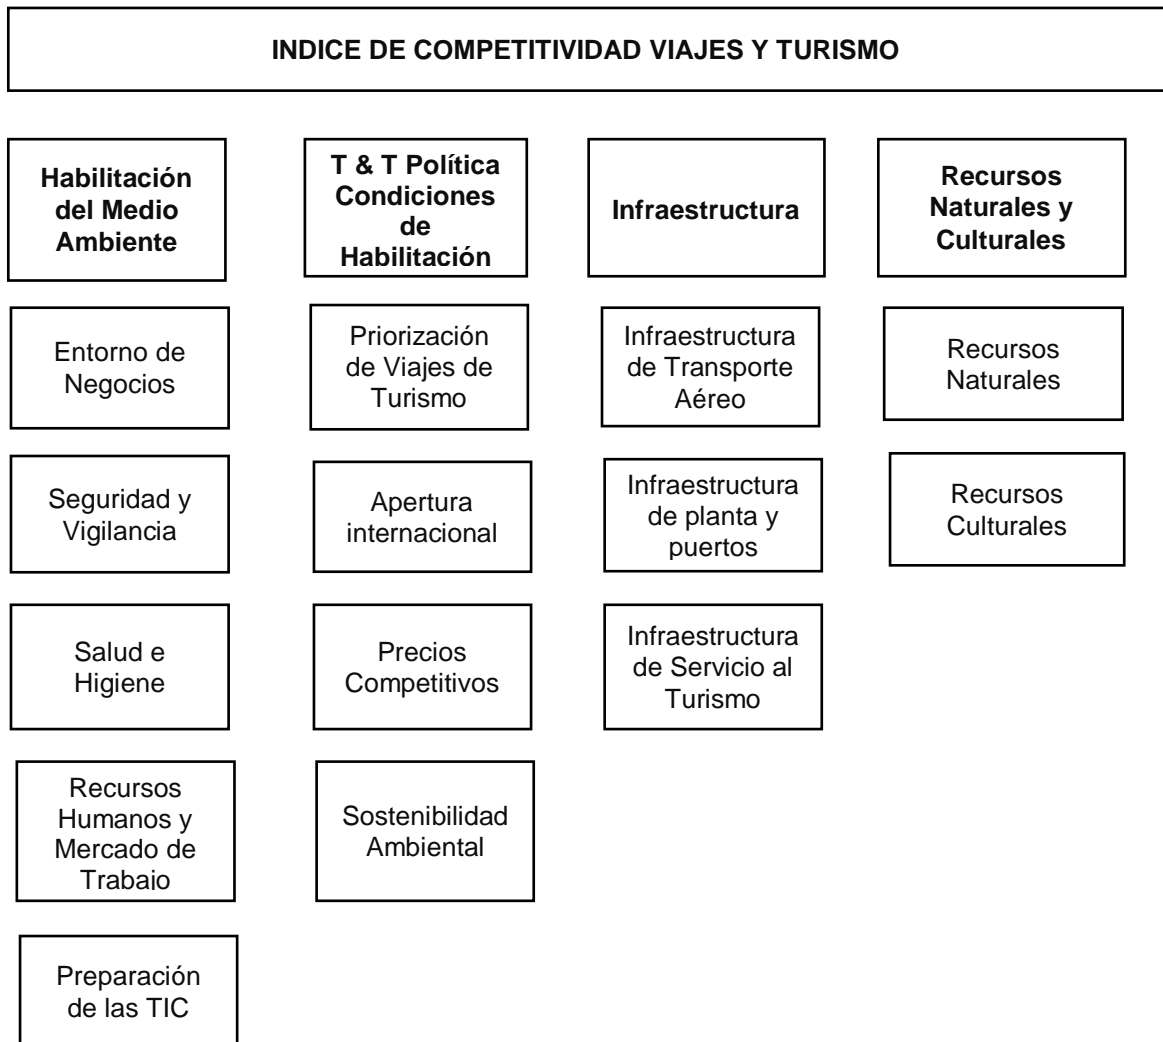 INDICE DE COMPETITIVIDAD VIAJES Y TURISMO
Habilitación
del Medio
Ambiente
T & T Política
Condiciones
de
Habilitación
Infraestructura
Recursos
Naturales y
Culturales
Entorno de
Negocios
Priorización
de Viajes de
Turismo
Infraestructura
de Transporte
Aéreo
Recursos
Naturales
Seguridad y
Vigilancia
Apertura
internacional
Infraestructura
de planta y
puertos
Recursos
Culturales
Salud e
Higiene
Precios
Competitivos
Infraestructura
de Servicio al
Turismo
Recursos
Humanos y
Mercado de
Trabajo
Sostenibilidad
Ambiental
Preparación
de las TIC